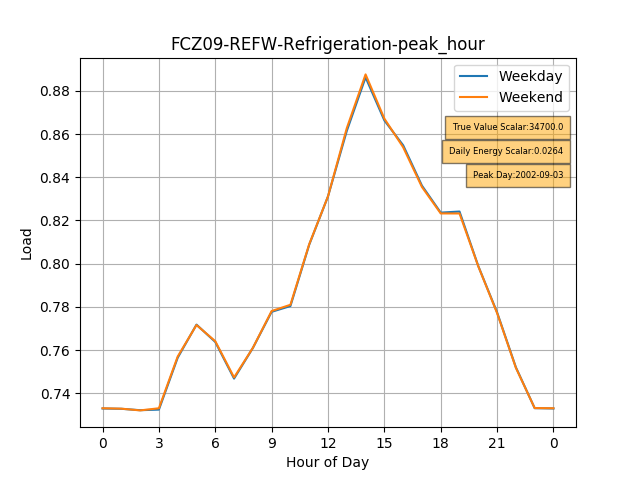 FCZ09-REFW-Refrigeration-peak_hour
Weekday
Weekend
True Value Scalar:34700.0
Daily Energy Scalar:0.0264
Peak Day:2002-09-03
Load
0.88
0.86
0.84
0.82
0.80
0.78
0.76
0.74
0 3 6 9 12 15 18 21 0
Hour of Day